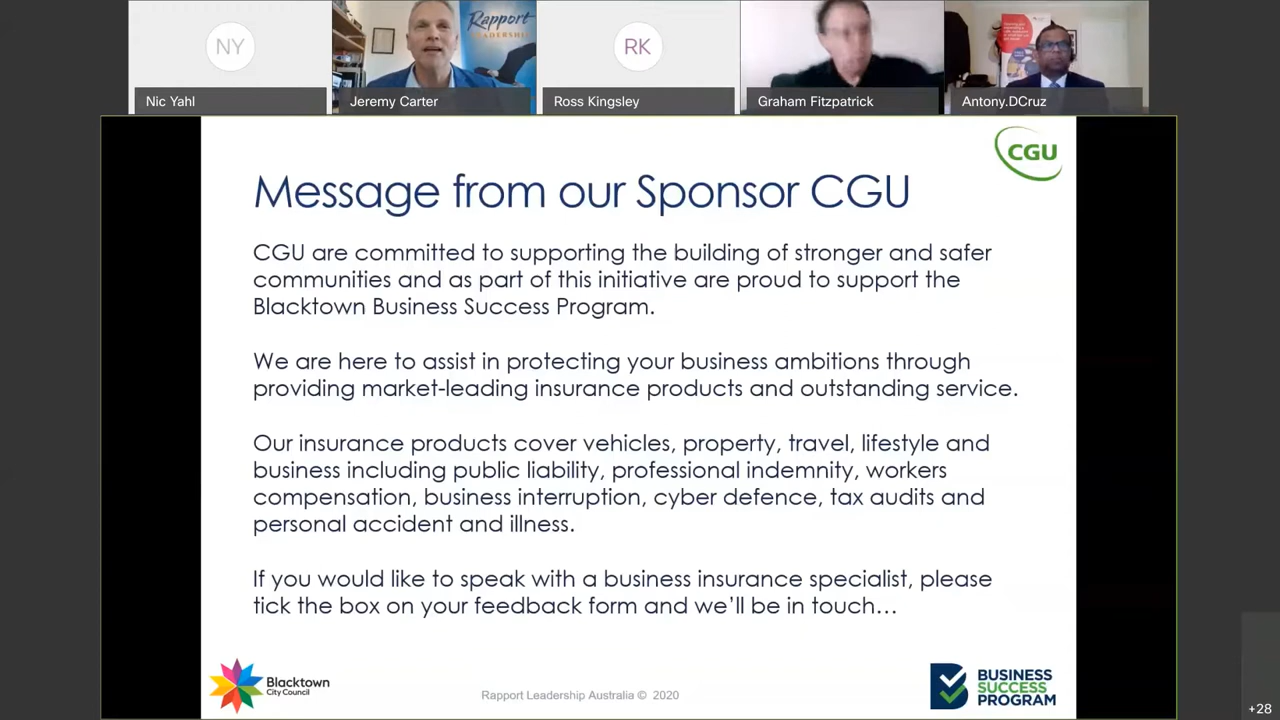 NY
Nic Yahl
Rapport
LEADERSHIP
Jeremy Carter
RK
Ross Kingsley
Graham Fitzpatrick
Antony.DCruz
CGU
Message from our Sponsor CGU
CGU are committed to supporting the building of stronger and safer
communities and as part of this initiative are proud to support the
Blacktown Business Success Program.
We are here to assist in protecting your business ambitions through
providing market-leading insurance products and outstanding service.
Our insurance products cover vehicles, property, travel, lifestyle and
business including public liability, professional indemnity, workers
compensation, business interruption, cyber defence, tax audits and
personal accident and illness.
If you would like to speak with a business insurance specialist, please
tick the box on your feedback form and we'll be in touch…
Blacktown
City Council
Rapport Leadership Australia © 2020
BUSINESS
SUCCESS
PROGRAM
+28